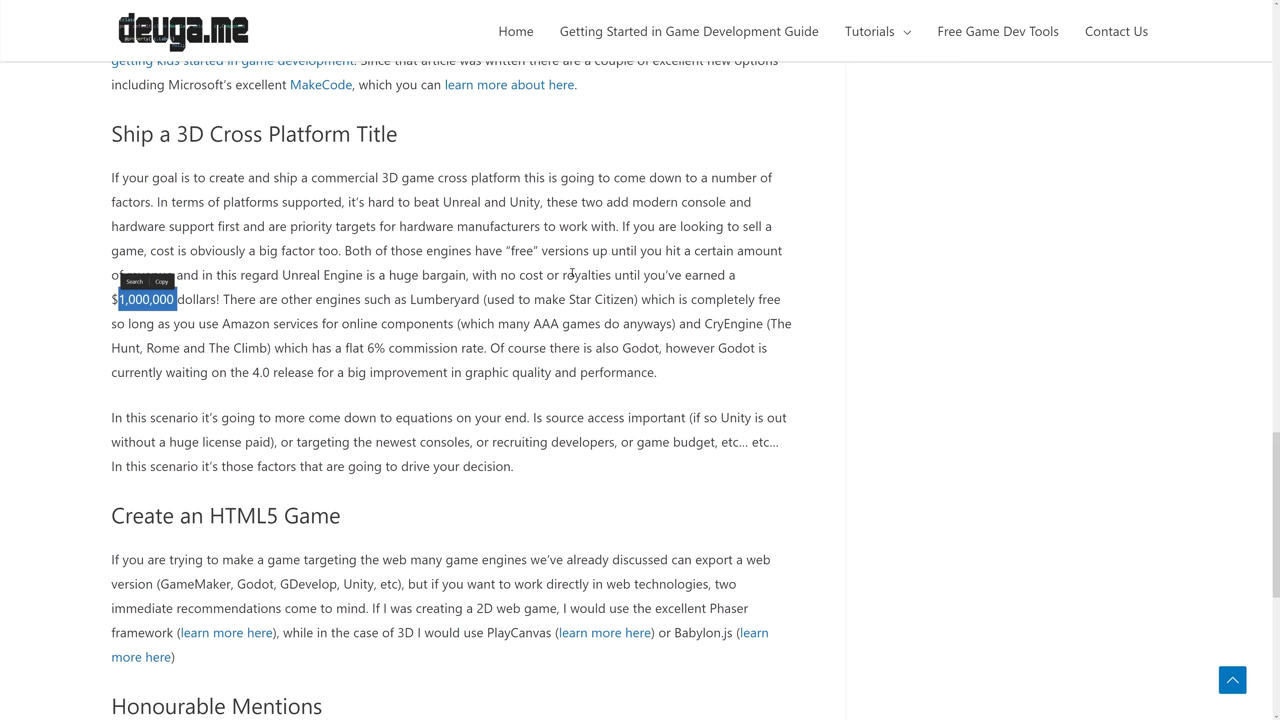 devga.me
Home
Getting Started in Game Development Guide
Tutorials
Free Game Dev Tools
Contact Us
getting kids started in game development. Since that article was written there are a couple of excellent new options
including Microsoft’s excellent MakeCode, which you can learn more about here.
Ship a 3D Cross Platform Title
If your goal is to create and ship a commercial 3D game cross platform this is going to come down to a number of
factors. In terms of platforms supported, it’s hard to beat Unreal and Unity, these two add modern console and
hardware support first and are priority targets for hardware manufacturers to work with. If you are looking to sell a
game, cost is obviously a big factor too. Both of those engines have “free” versions up until you hit a certain amount
and in this regard Unreal Engine is a huge bargain, with no cost or royalties until you’ve earned a
Search Copy
$1,000,000 dollars! There are other engines such as Lumberyard (used to make Star Citizen) which is completely free
so long as you use Amazon services for online components (which many AAA games do anyways) and CryEngine (The
Hunt, Rome and The Climb) which has a flat 6% commission rate. Of course there is also Godot, however Godot is
currently waiting on the 4.0 release for a big improvement in graphic quality and performance.
In this scenario it’s going to more come down to equations on your end. Is source access important (if so Unity is out
without a huge license paid), or targeting the newest consoles, or recruiting developers, or game budget, etc… etc…
In this scenario it’s those factors that are going to drive your decision.
Create an HTML5 Game
If you are trying to make a game targeting the web many game engines we’ve already discussed can export a web
version (GameMaker, Godot, GDevelop, Unity, etc), but if you want to work directly in web technologies, two
immediate recommendations come to mind. If I was creating a 2D web game, I would use the excellent Phaser
framework (learn more here), while in the case of 3D I would use PlayCanvas (learn more here) or Babylon.js (learn
more here)
Honourable Mentions